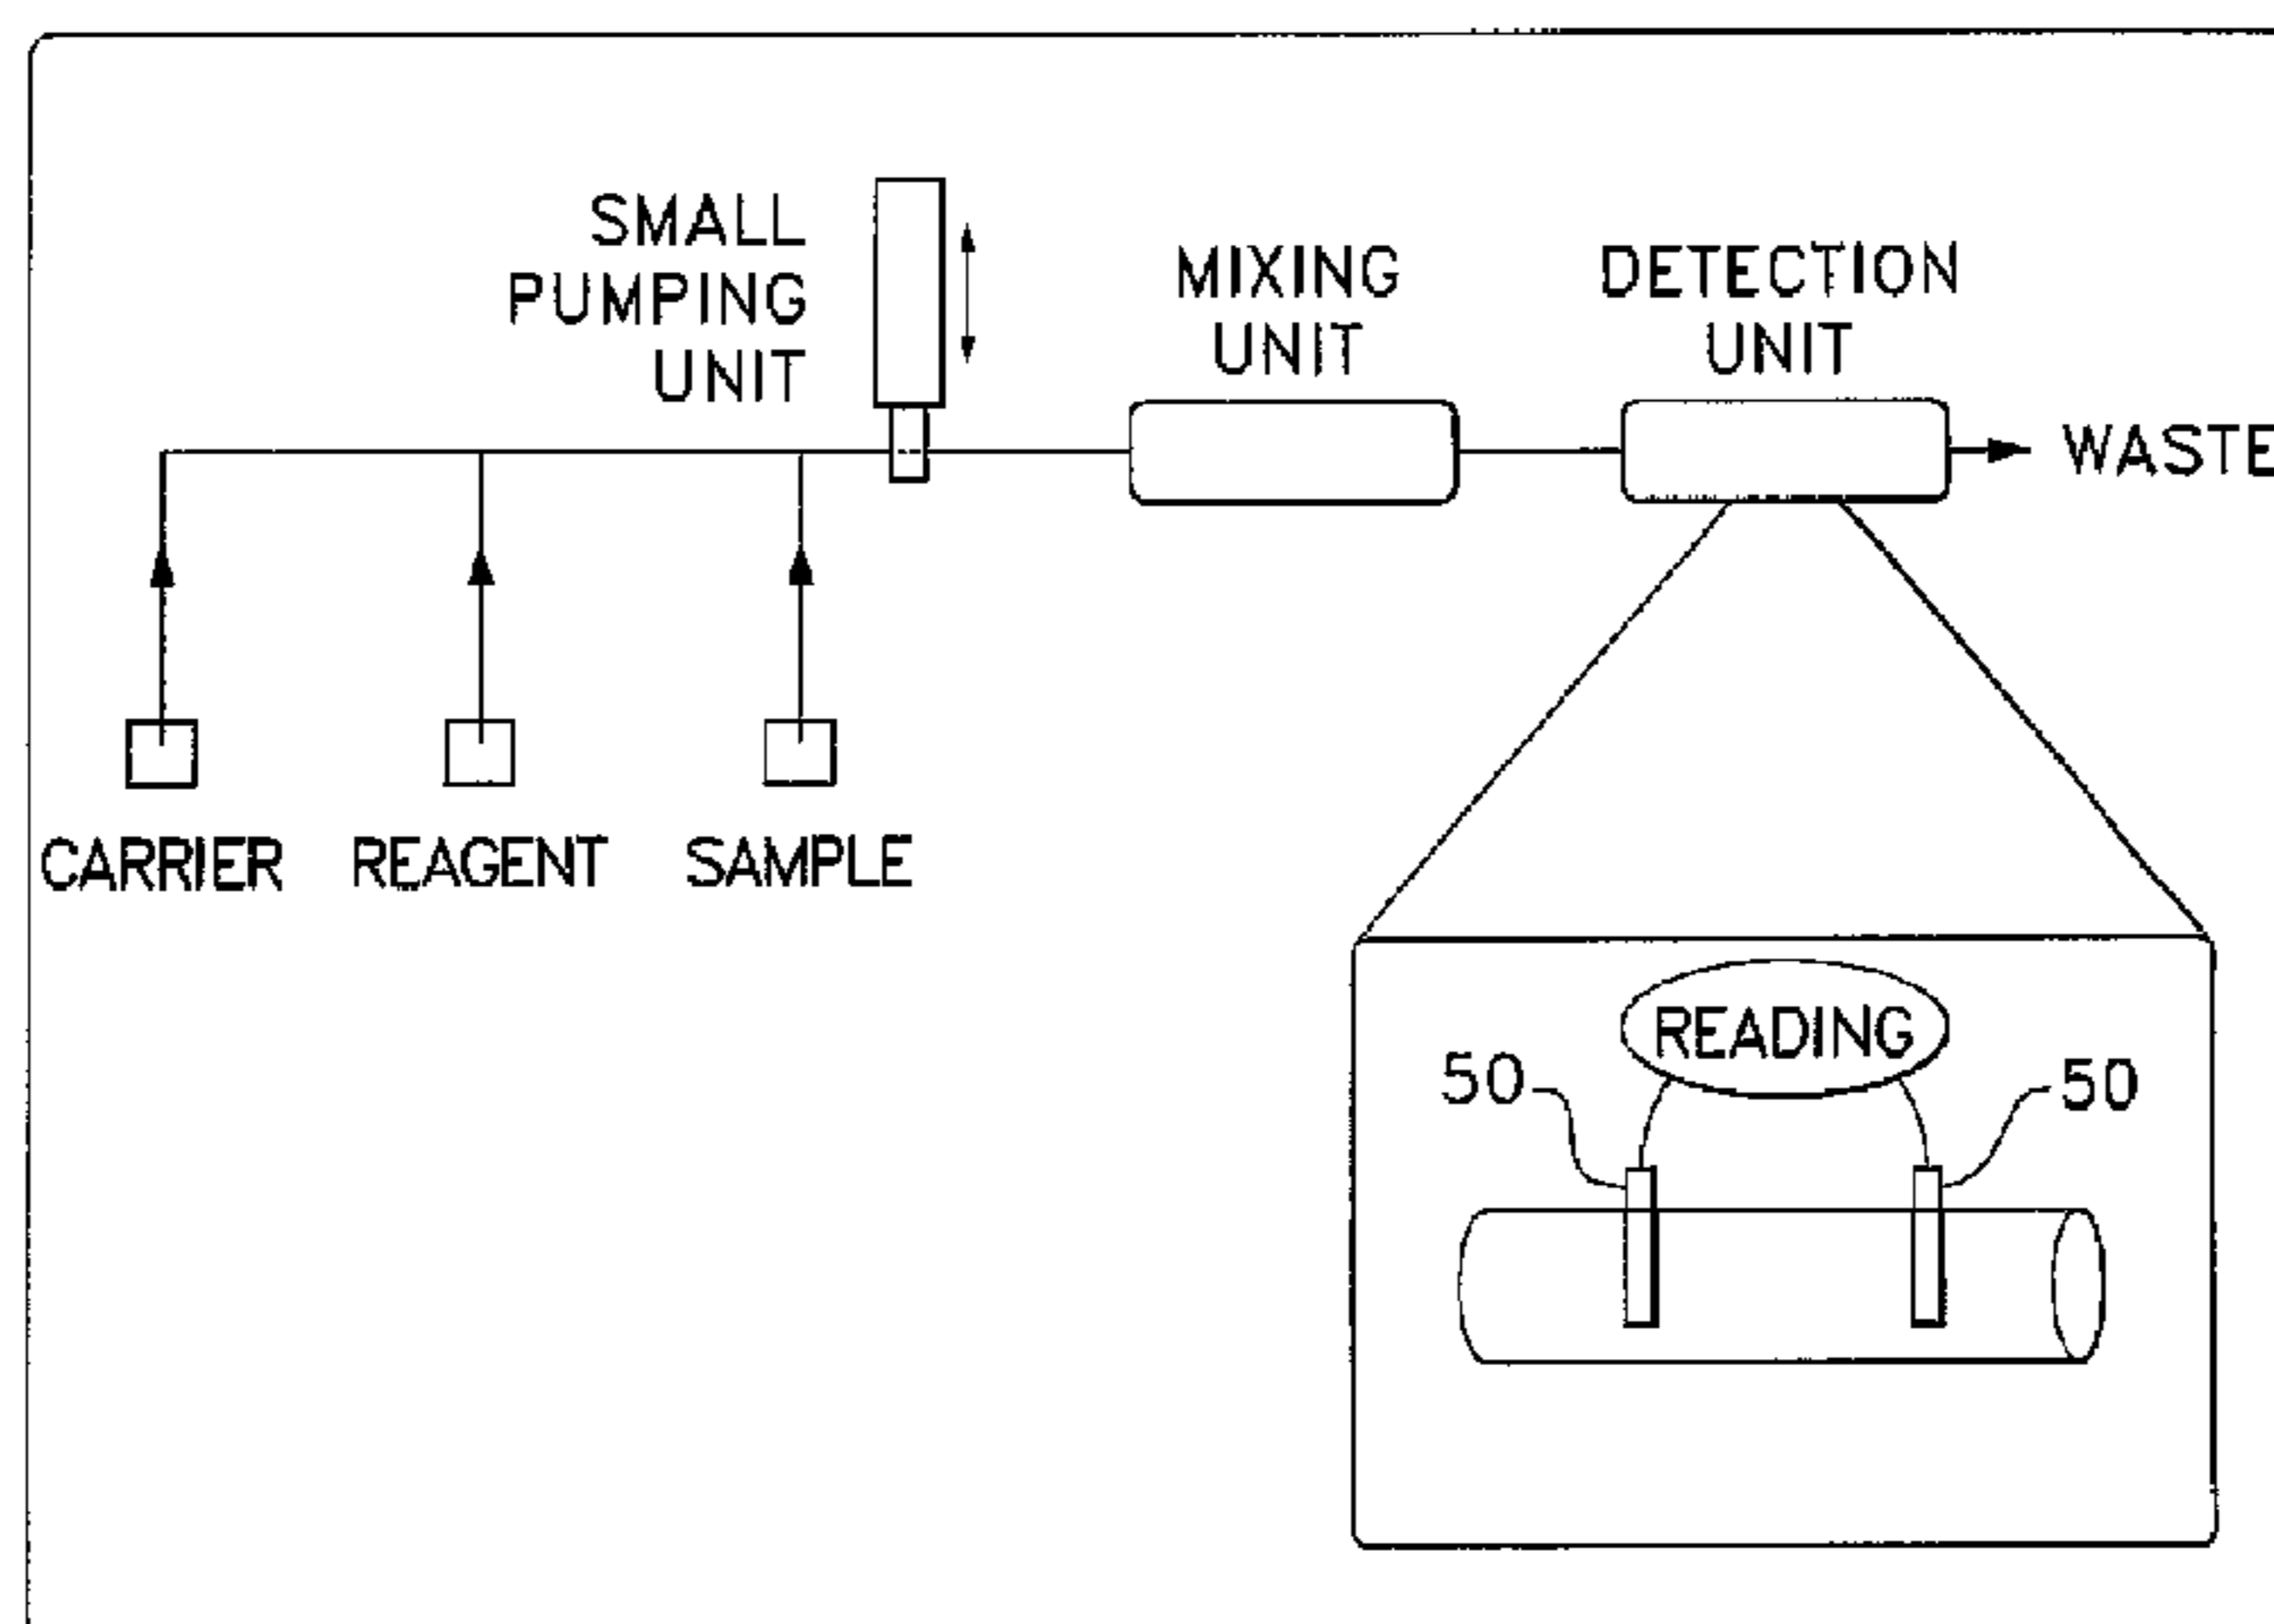 SMALL
PUMPING
UNIT
MIXING
UNIT
DETECTION
UNIT
WASTE
CARRIER
REAGENT
SAMPLE
READING
50
50